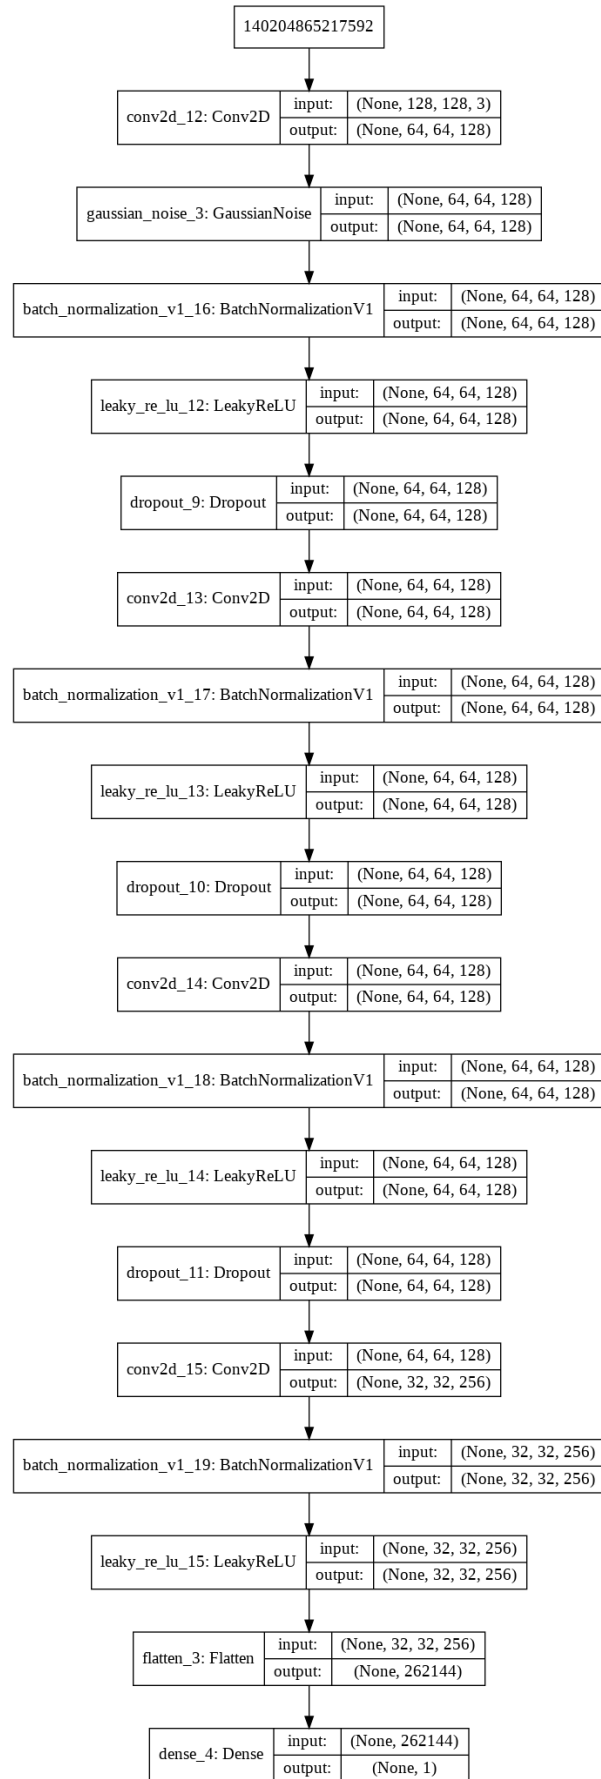 140204865217592
conv2d_12: Conv2D
input: (None, 128, 128, 3)
output: (None, 64, 64, 128)
gaussian_noise_3: GaussianNoise
input: (None, 64, 64, 128)
output: (None, 64, 64, 128)
batch_normalization_v1_16: BatchNormalizationV1
input: (None, 64, 64, 128)
output: (None, 64, 64, 128)
leaky_re_lu_12: LeakyReLU
input: (None, 64, 64, 128)
output: (None, 64, 64, 128)
dropout_9: Dropout
input: (None, 64, 64, 128)
output: (None, 64, 64, 128)
conv2d_13: Conv2D
input: (None, 64, 64, 128)
output: (None, 64, 64, 128)
batch_normalization_v1_17: BatchNormalizationV1
input: (None, 64, 64, 128)
output: (None, 64, 64, 128)
leaky_re_lu_13: LeakyReLU
input: (None, 64, 64, 128)
output: (None, 64, 64, 128)
dropout_10: Dropout
input: (None, 64, 64, 128)
output: (None, 64, 64, 128)
conv2d_14: Conv2D
input: (None, 64, 64, 128)
output: (None, 64, 64, 128)
batch_normalization_v1_18: BatchNormalizationV1
input: (None, 64, 64, 128)
output: (None, 64, 64, 128)
leaky_re_lu_14: LeakyReLU
input: (None, 64, 64, 128)
output: (None, 64, 64, 128)
dropout_11: Dropout
input: (None, 64, 64, 128)
output: (None, 64, 64, 128)
conv2d_15: Conv2D
input: (None, 64, 64, 128)
output: (None, 32, 32, 256)
batch_normalization_v1_19: BatchNormalizationV1
input: (None, 32, 32, 256)
output: (None, 32, 32, 256)
leaky_re_lu_15: LeakyReLU
input: (None, 32, 32, 256)
output: (None, 32, 32, 256)
flatten_3: Flatten
input: (None, 32, 32, 256)
output: (None, 262144)
dense_4: Dense
input: (None, 262144)
output: (None, 1)